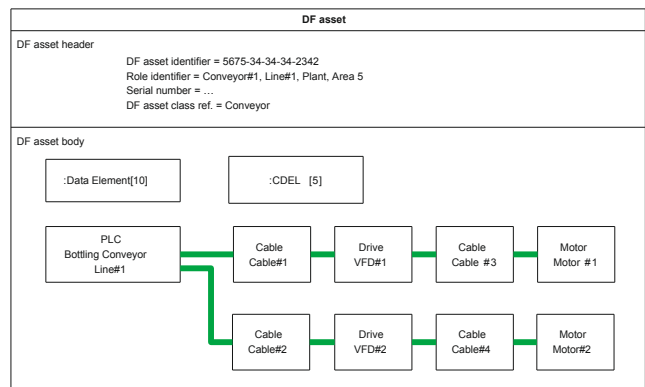 DF asset
DF asset header
DF asset identifier = 5675-34-34-34-2342
Role identifier = Conveyor#1, Line#1, Plant, Area 5
Serial number = …
DF asset class ref. = Conveyor
DF asset body
:Data Element[10]
:CDEL [5]
PLC
Bottling Conveyor
Line#1
Cable
Cable#1
Drive
VFD#1
Cable
Cable #3
Motor
Motor #1
Cable
Cable#2
Drive
VFD#2
Cable
Cable#4
Motor
Motor#2